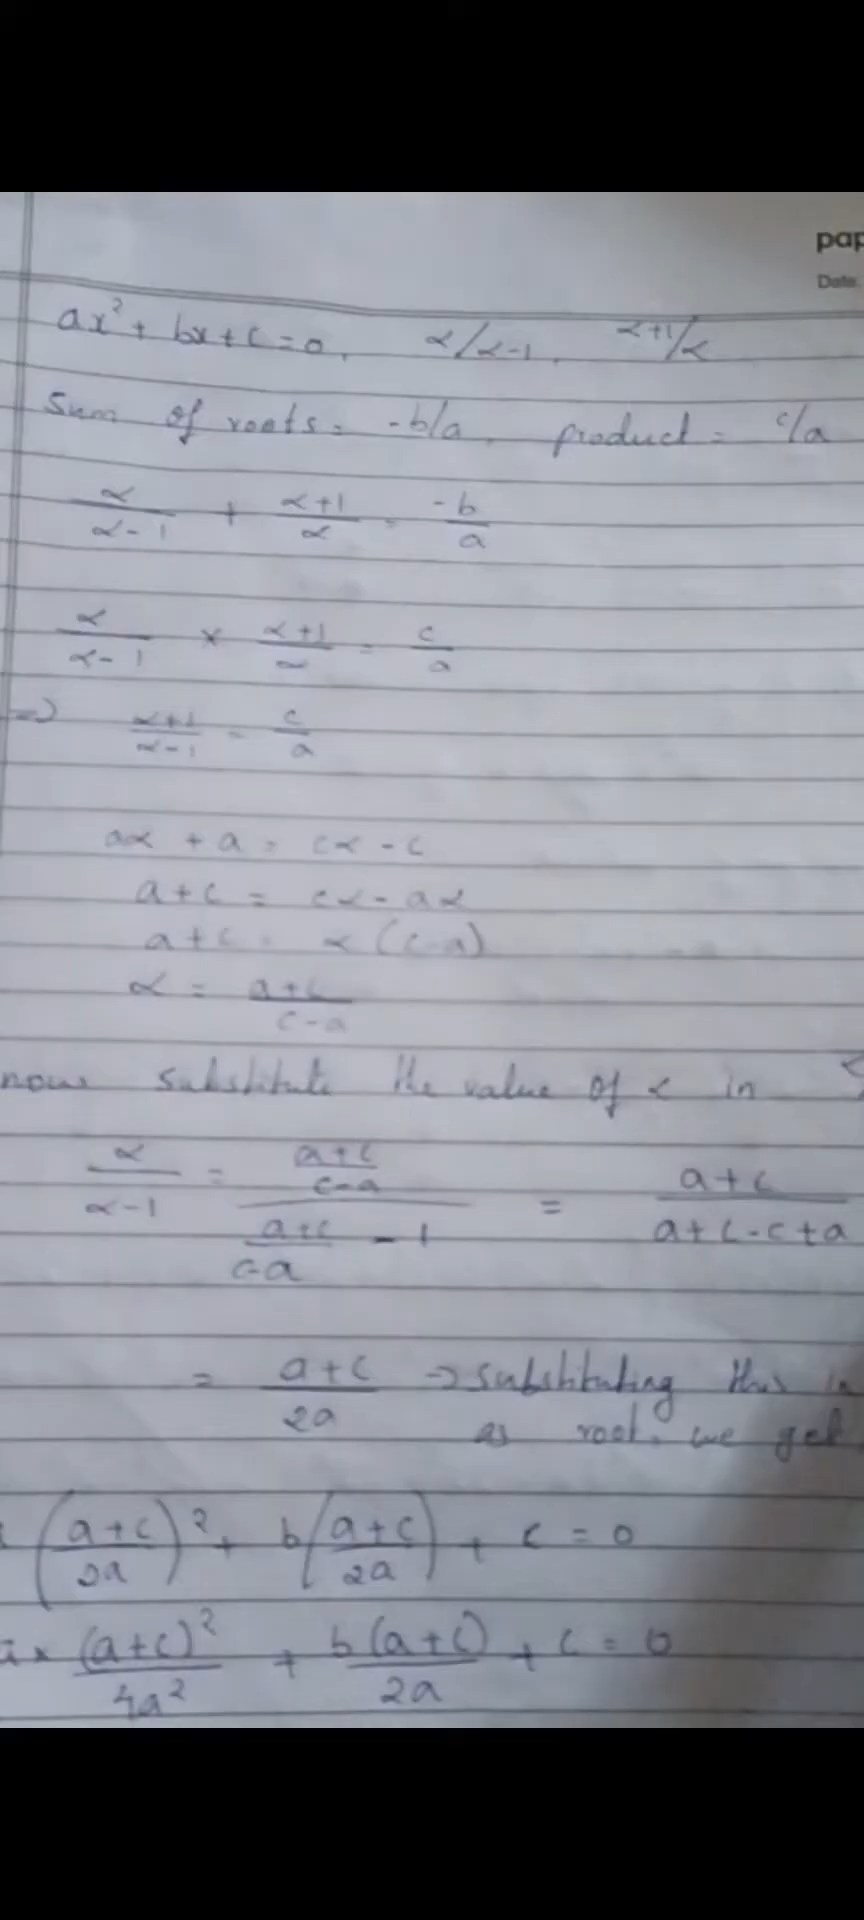 pap
Date
ax² + bx + c = 0, α/α-1, α+1/α
Sum of roots = -b/a, product = c/a
α/α-1 + α+1/α = -b/a
α/α-1 × α+1/α = c/a
=> α+1/α-1 = c/a
aα + a = cα - c
a + c = cα - aα
a + c = α(c-a)
α = a+c/c-a
now substitute the value of α in
α/α-1 = (a+c/c-a)/(a+c/c-a - 1) = a+c/a+c-c+a
= a+c/2a → substituting this in
as root, we get
(a+c/2a)² + b(a+c/2a) + c = 0
a × (a+c)²/4a² + b(a+c)/2a + c = 0